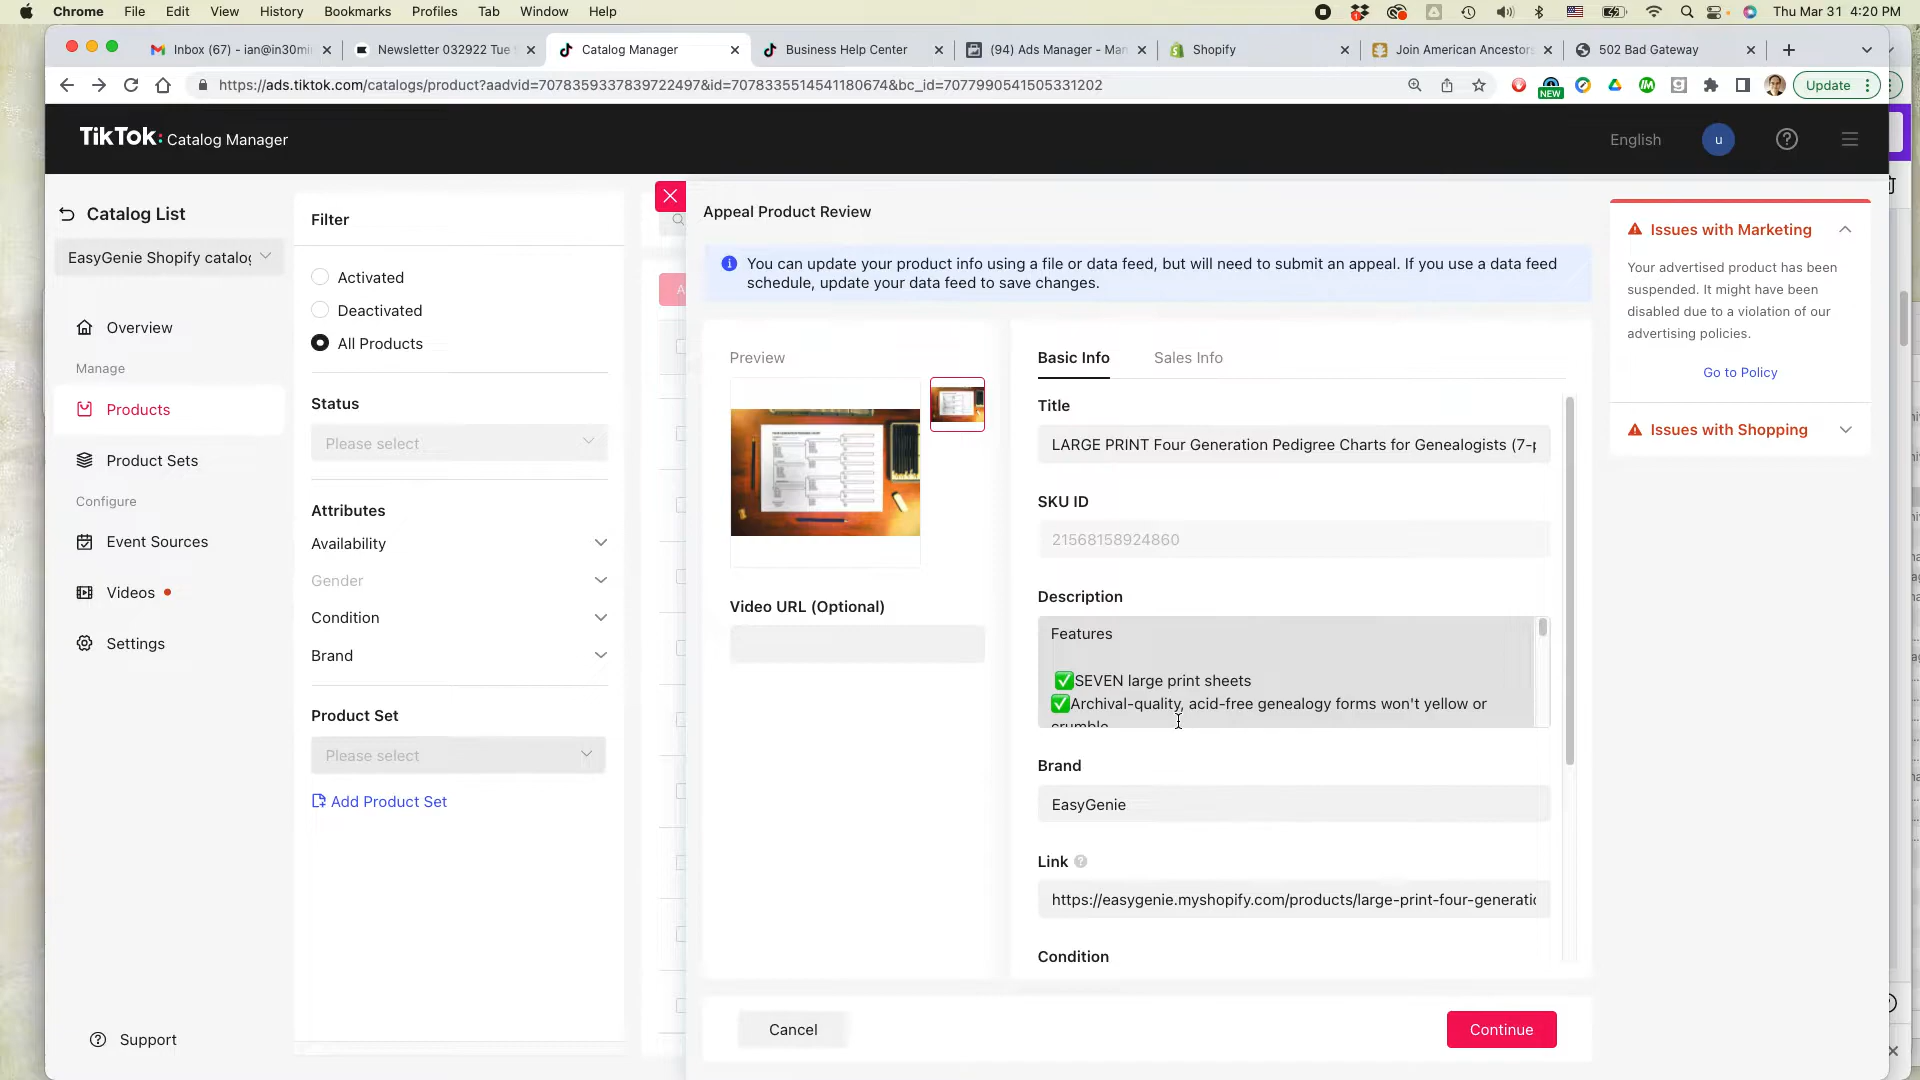 Chrome File Edit View History Bookmarks Profiles Tab Window Help
Thu Mar 31 4:20 PM
Inbox (67) - ian@in30mi
Newsletter 032922 Tue
Catalog Manager
Business Help Center
(94) Ads Manager - Man
Shopify
Join American Ancestors
502 Bad Gateway
https://ads.tiktok.com/catalogs/product?aadvid=7078359337839722497&id=7078335514541180674&bc_id=7077990541505331202
NEW
Update
TikTok: Catalog Manager
English
u
Catalog List
EasyGenie Shopify catalog
Overview
Manage
Products
Product Sets
Configure
Event Sources
Videos
Settings
Support
Filter
Activated
Deactivated
All Products
Status
Please select
Attributes
Availability
Gender
Condition
Brand
Product Set
Please select
Add Product Set
Appeal Product Review
You can update your product info using a file or data feed, but will need to submit an appeal. If you use a data feed
schedule, update your data feed to save changes.
Preview
Video URL (Optional)
Basic Info
Sales Info
Title
LARGE PRINT Four Generation Pedigree Charts for Genealogists (7-p
SKU ID
21568158924860
Description
Features
✅SEVEN large print sheets
✅Archival-quality, acid-free genealogy forms won't yellow or
crumble
Brand
EasyGenie
Link
https://easygenie.myshopify.com/products/large-print-four-generatio
Condition
Cancel
Continue
Issues with Marketing
Your advertised product has been
suspended. It might have been
disabled due to a violation of our
advertising policies.
Go to Policy
Issues with Shopping